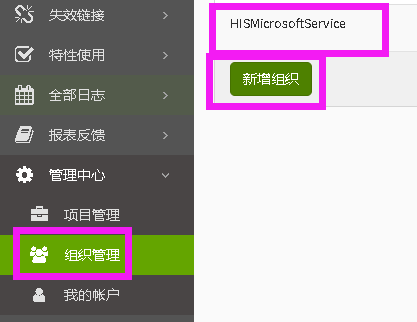 失效链接
特性使用
全部日志
报表反馈
管理中心
项目管理
组织管理
我的帐户
HISMicrosoftService
新增组织